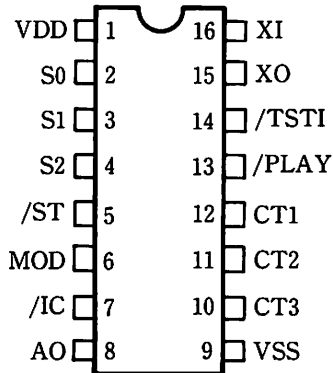 VDD 1 16 XI
S0 2 15 XO
S1 3 14 /TSTI
S2 4 13 /PLAY
/ST 5 12 CT1
MOD 6 11 CT2
/IC 7 10 CT3
AO 8 9 VSS